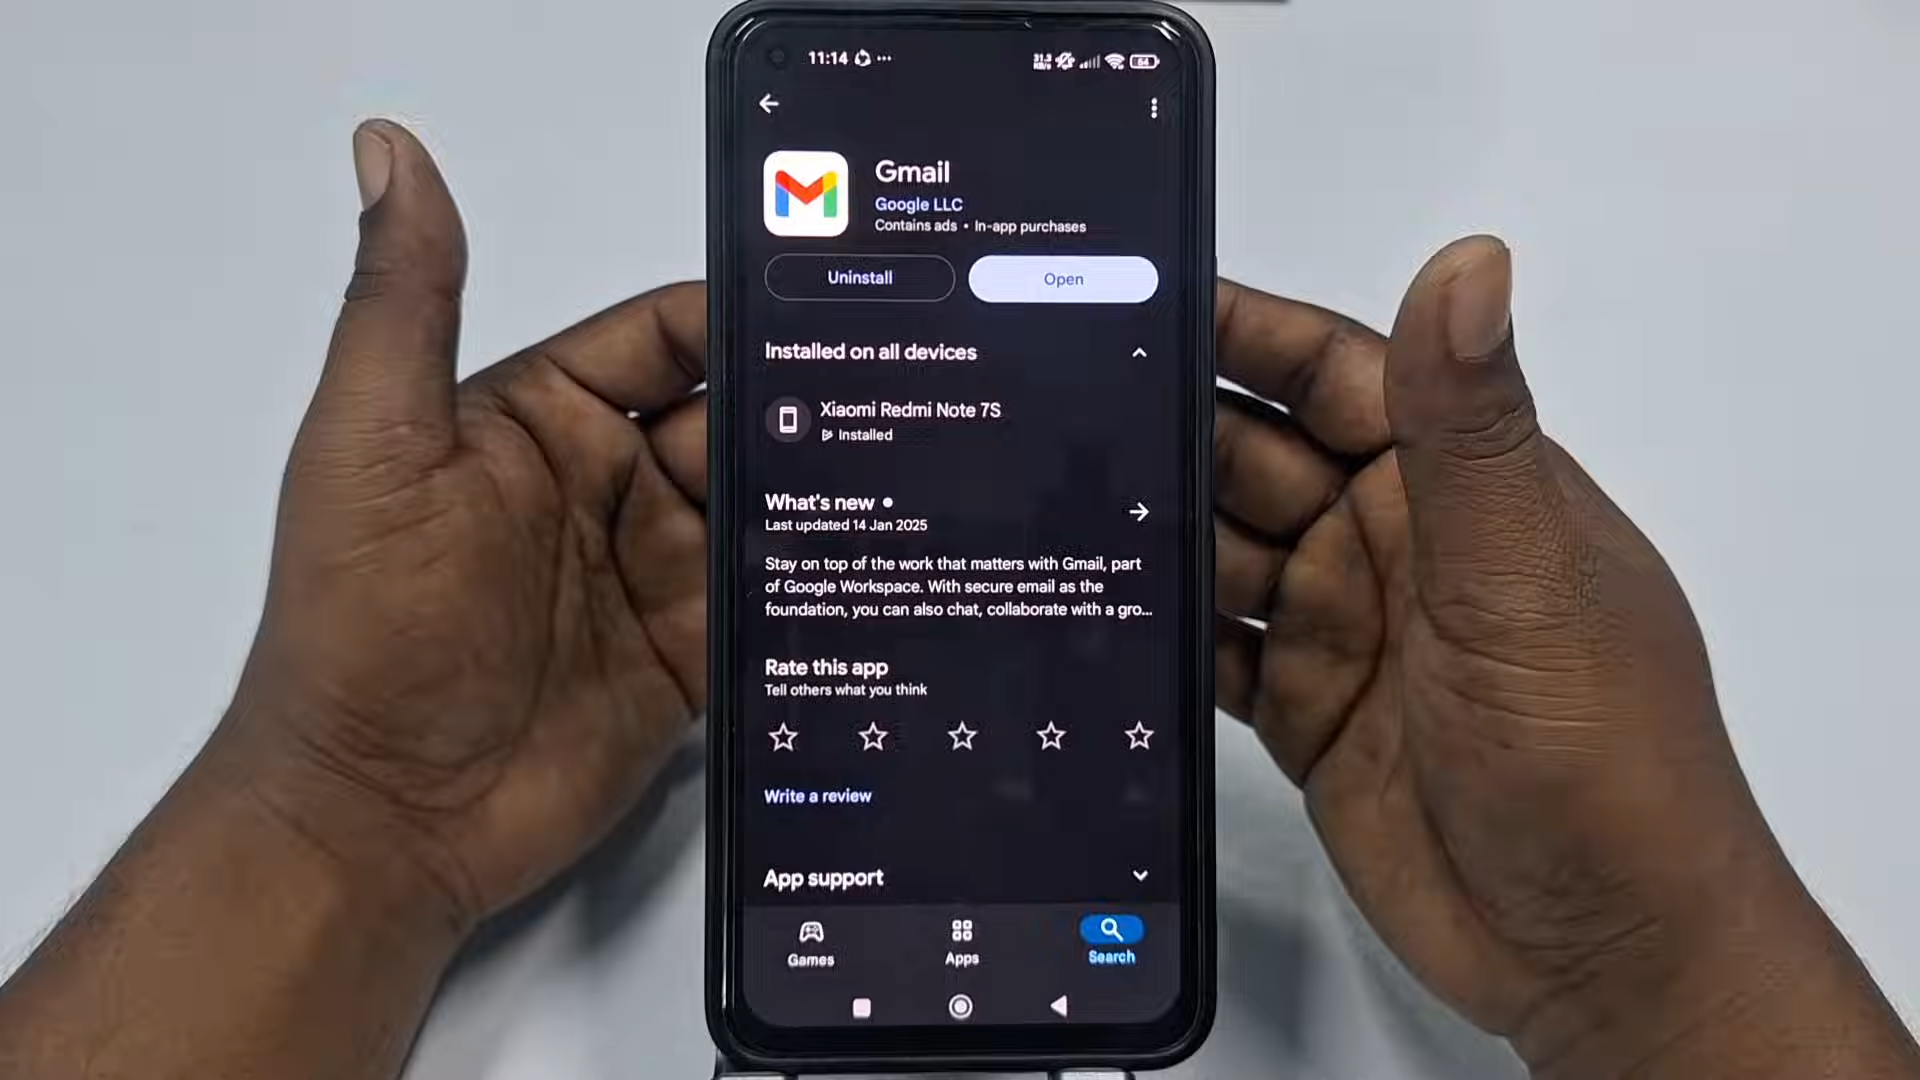 11:14
64
Gmail
Google LLC
Contains ads • In-app purchases
Uninstall
Open
Installed on all devices
Xiaomi Redmi Note 7S
Installed
What's new •
Last updated 14 Jan 2025
Stay on top of the work that matters with Gmail, part
of Google Workspace. With secure email as the
foundation, you can also chat, collaborate with a gro...
Rate this app
Tell others what you think
Write a review
App support
Games
Apps
Search